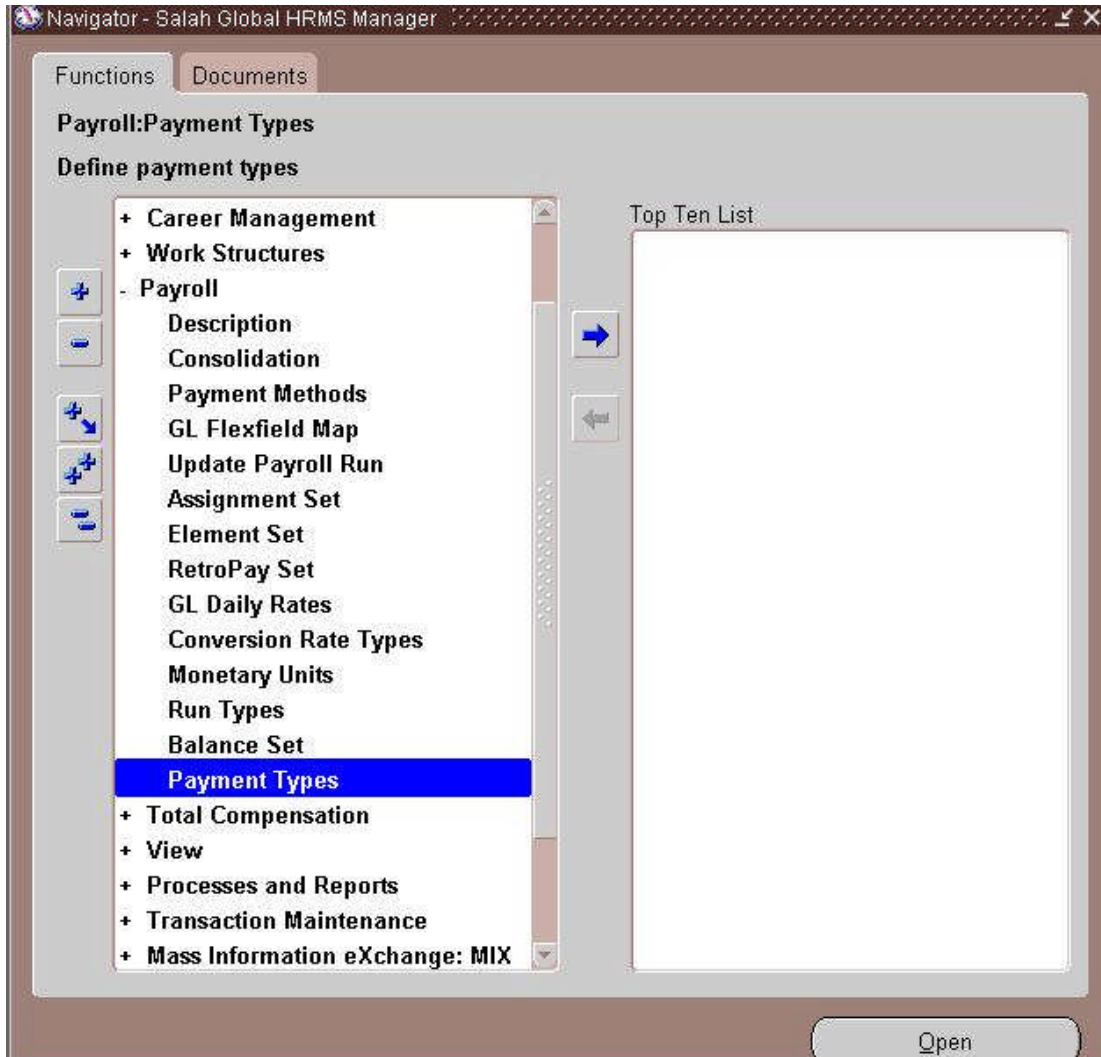 Navigator - Salah Global HRMS Manager
Functions Documents
Payroll:Payment Types
Define payment types
+ Career Management
+ Work Structures
- Payroll
Description
Consolidation
Payment Methods
GL Flexfield Map
Update Payroll Run
Assignment Set
Element Set
RetroPay Set
GL Daily Rates
Conversion Rate Types
Monetary Units
Run Types
Balance Set
Payment Types
+ Total Compensation
+ View
+ Processes and Reports
+ Transaction Maintenance
+ Mass Information eXchange: MIX
Top Ten List
Open